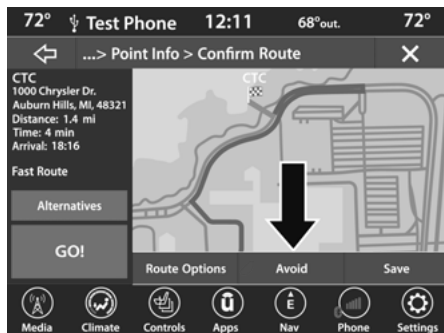 72° Test Phone 12:11 68°out. 72°
...> Point Info > Confirm Route X
CTC
1000 Chrysler Dr.
Auburn Hills, MI, 48321
Distance: 1.4 mi
Time: 4 min
Arrival: 18:16
Fast Route
Alternatives
GO!
CTC
Route Options Avoid Save
ū E
Media Climate Controls Apps Nav Phone Settings